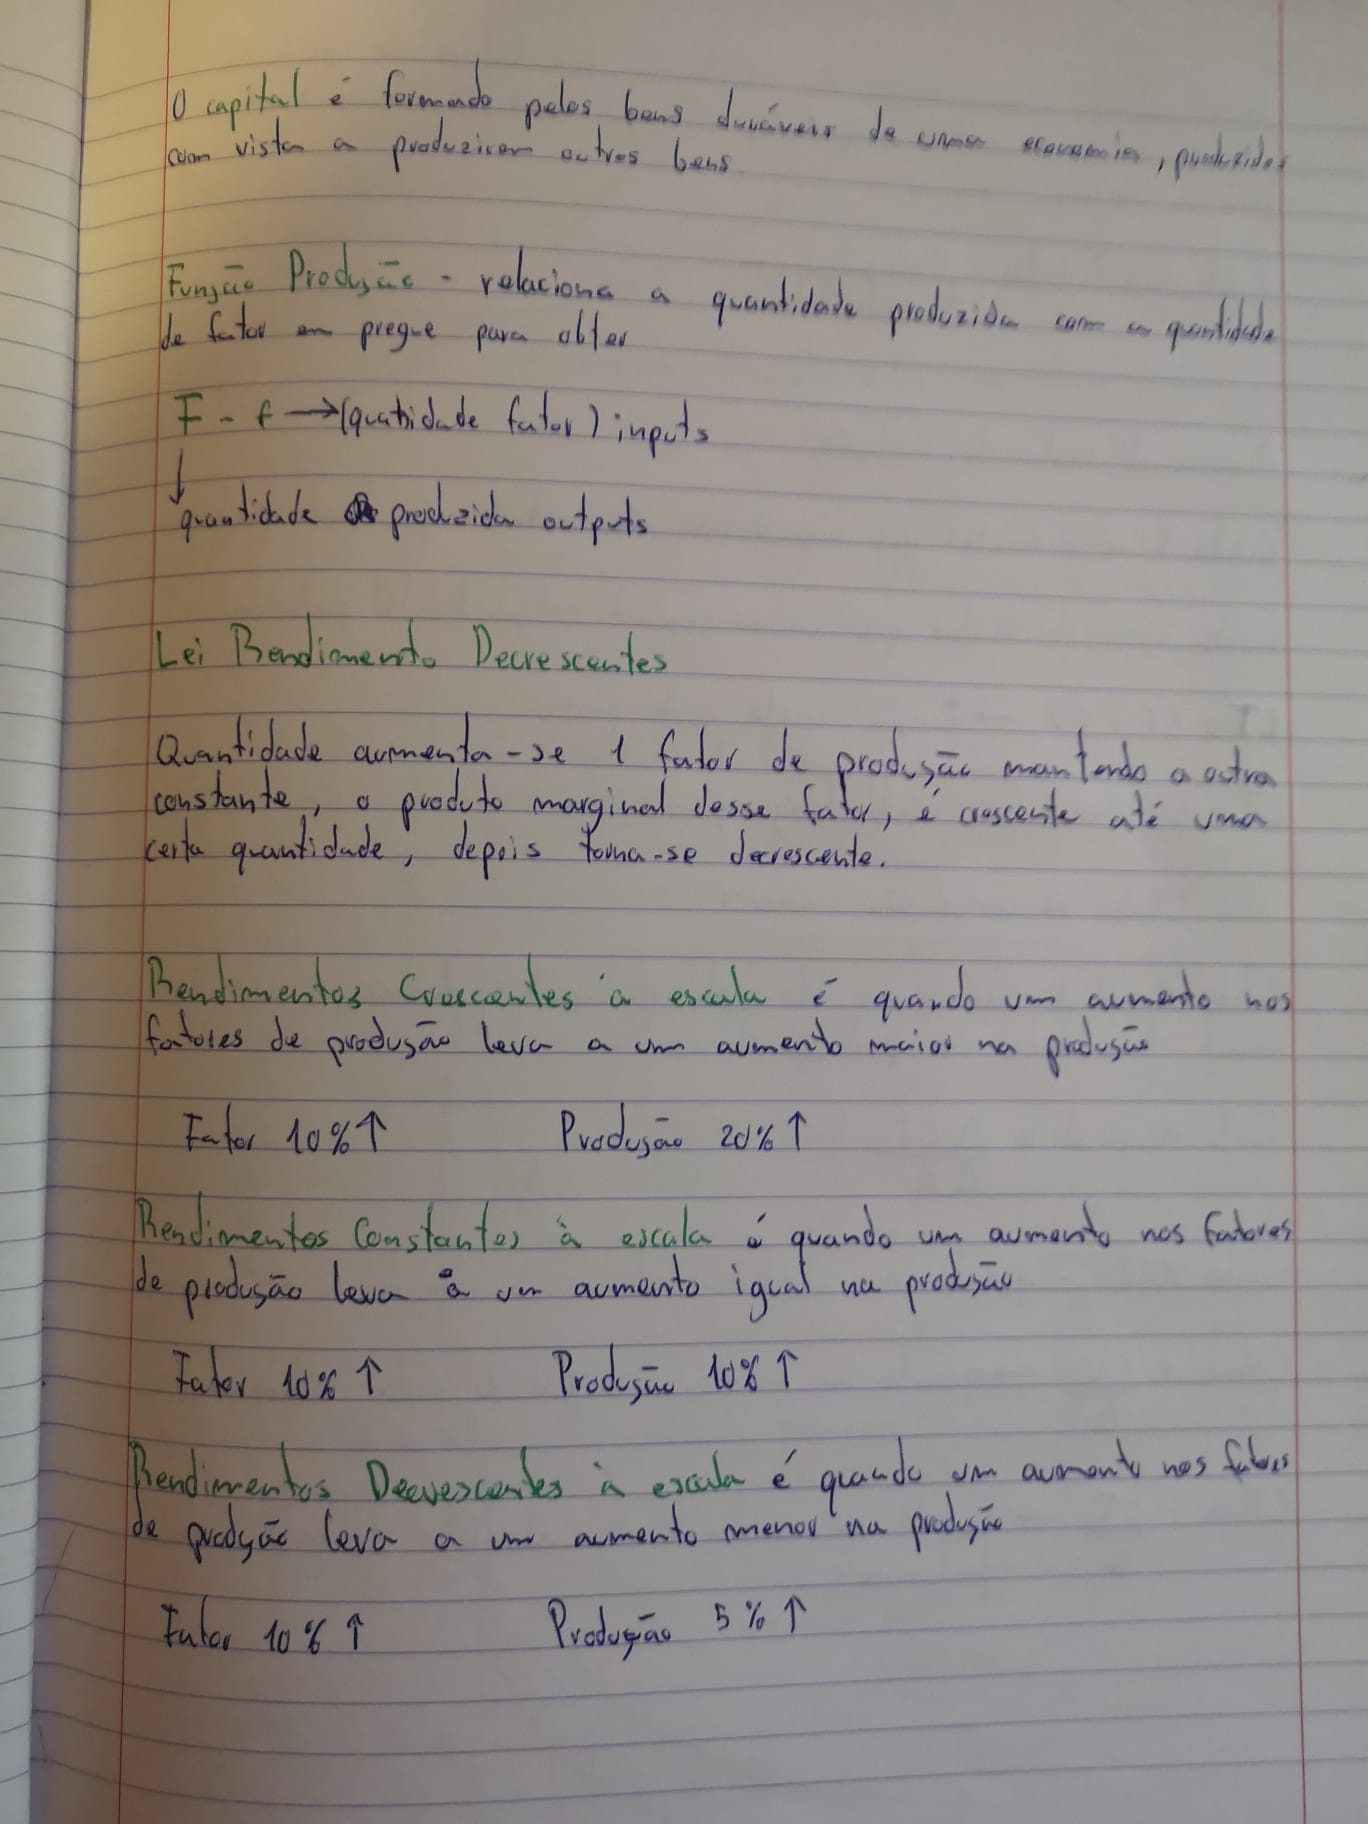 O capital é formado pelos bens duráveis de uma economia, produzidos
com vista a produzirem outros bens
Função Produção - relaciona a quantidade produzida com a quantidade
de fator em pregue para obter
F - f → (quatidade fator) inputs
↓
quantidade produzida outputs
Lei Rendimento Decrescentes
Quantidade aumenta-se 1 fator de produção mantendo a outra
constante, o produto marginal desse fator, é crescente até uma
certa quantidade, depois torna-se decrescente.
Rendimentos Crescentes à escala é quando um aumento nos
fatores de produção leva a um aumento maior na produção
Fator 10% ↑ Produção 20% ↑
Rendimentos Constantes à escala é quando um aumento nos fatores
de produção leva a um aumento igual na produção
Fator 10% ↑ Produção 10% ↑
Rendimentos Decrescentes à escala é quando um aumento nos fatores
de produção leva a um aumento menor na produção
Fator 10% ↑ Produção 5% ↑